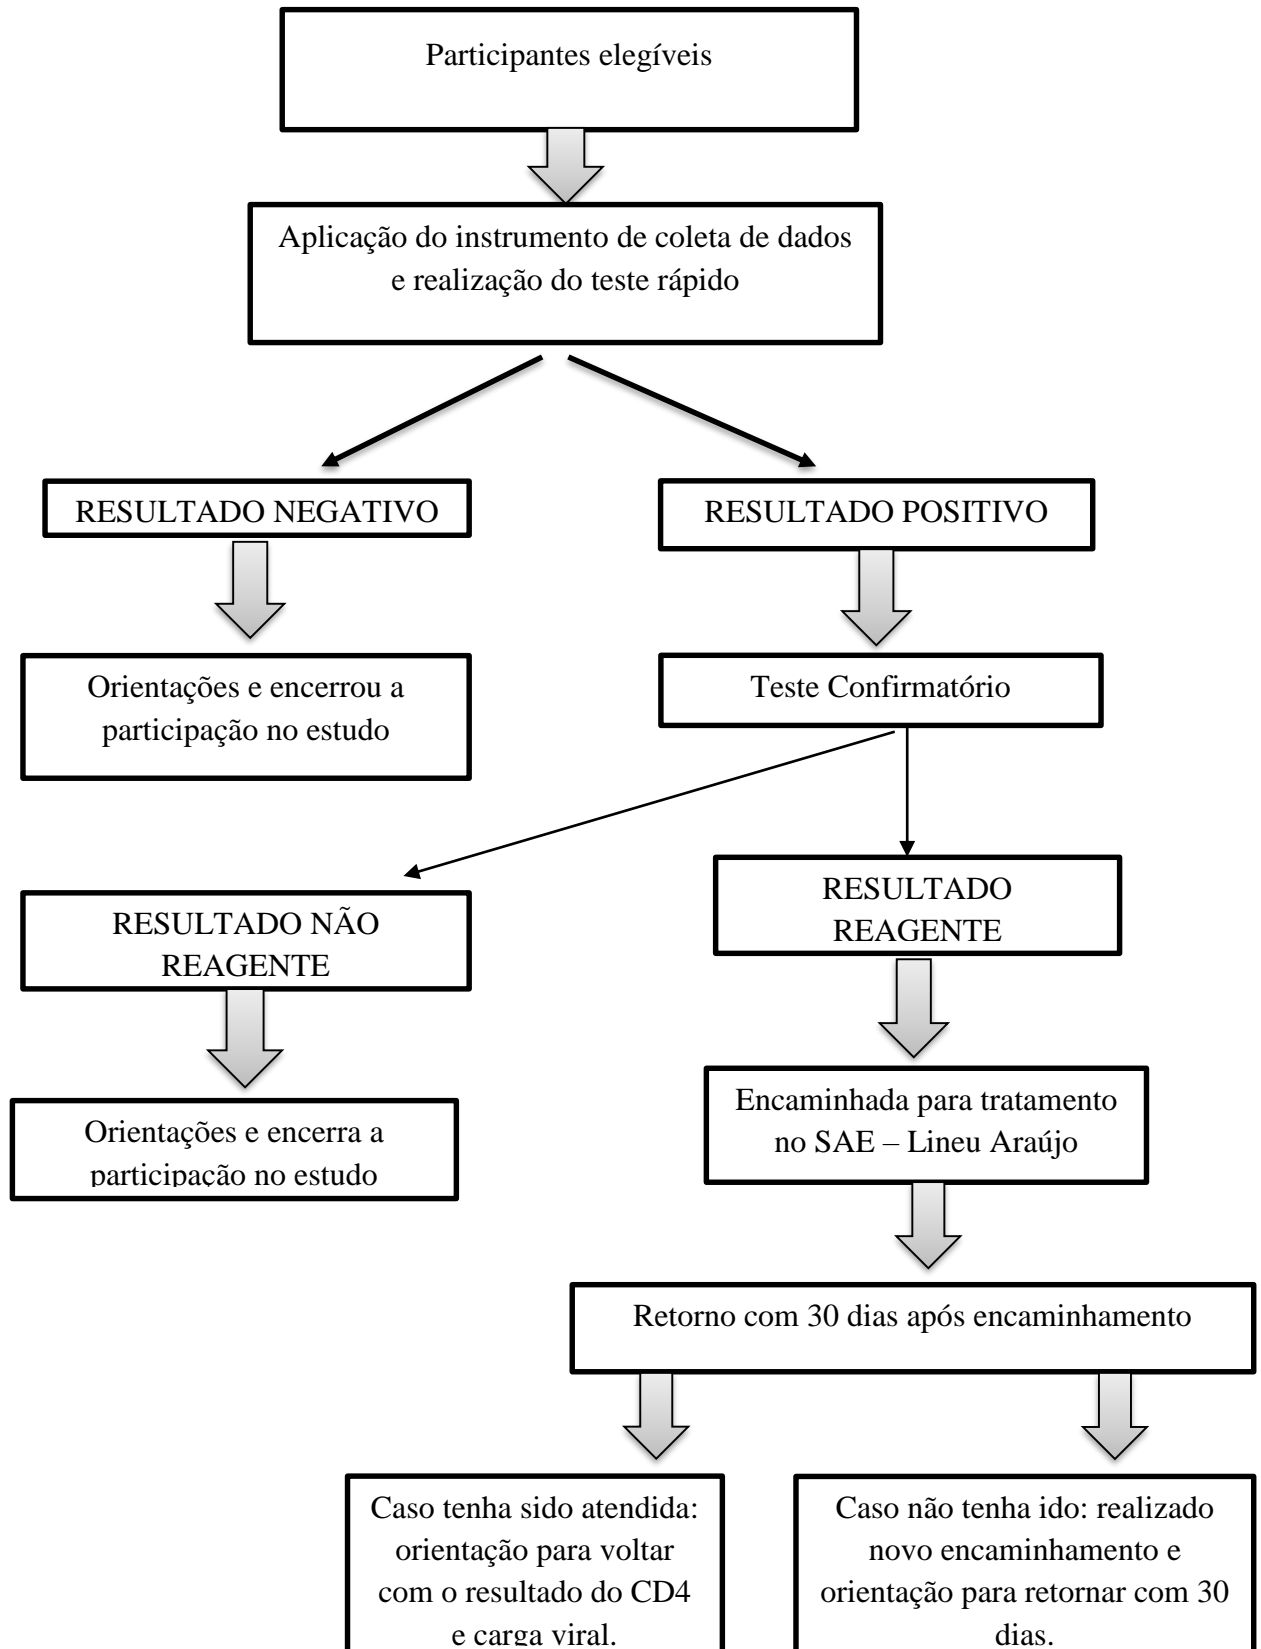 Participantes elegíveis
Aplicação do instrumento de coleta de dados
e realização do teste rápido
RESULTADO NEGATIVO
RESULTADO POSITIVO
Orientações e encerrou a
participação no estudo
Teste Confirmatório
RESULTADO NÃO
REAGENTE
RESULTADO
REAGENTE
Orientações e encerra a
participação no estudo
Encaminhada para tratamento
no SAE – Lineu Araújo
Retorno com 30 dias após encaminhamento
Caso tenha sido atendida:
orientação para voltar
com o resultado do CD4
e carga viral.
Caso não tenha ido: realizado
novo encaminhamento e
orientação para retornar com 30
dias.